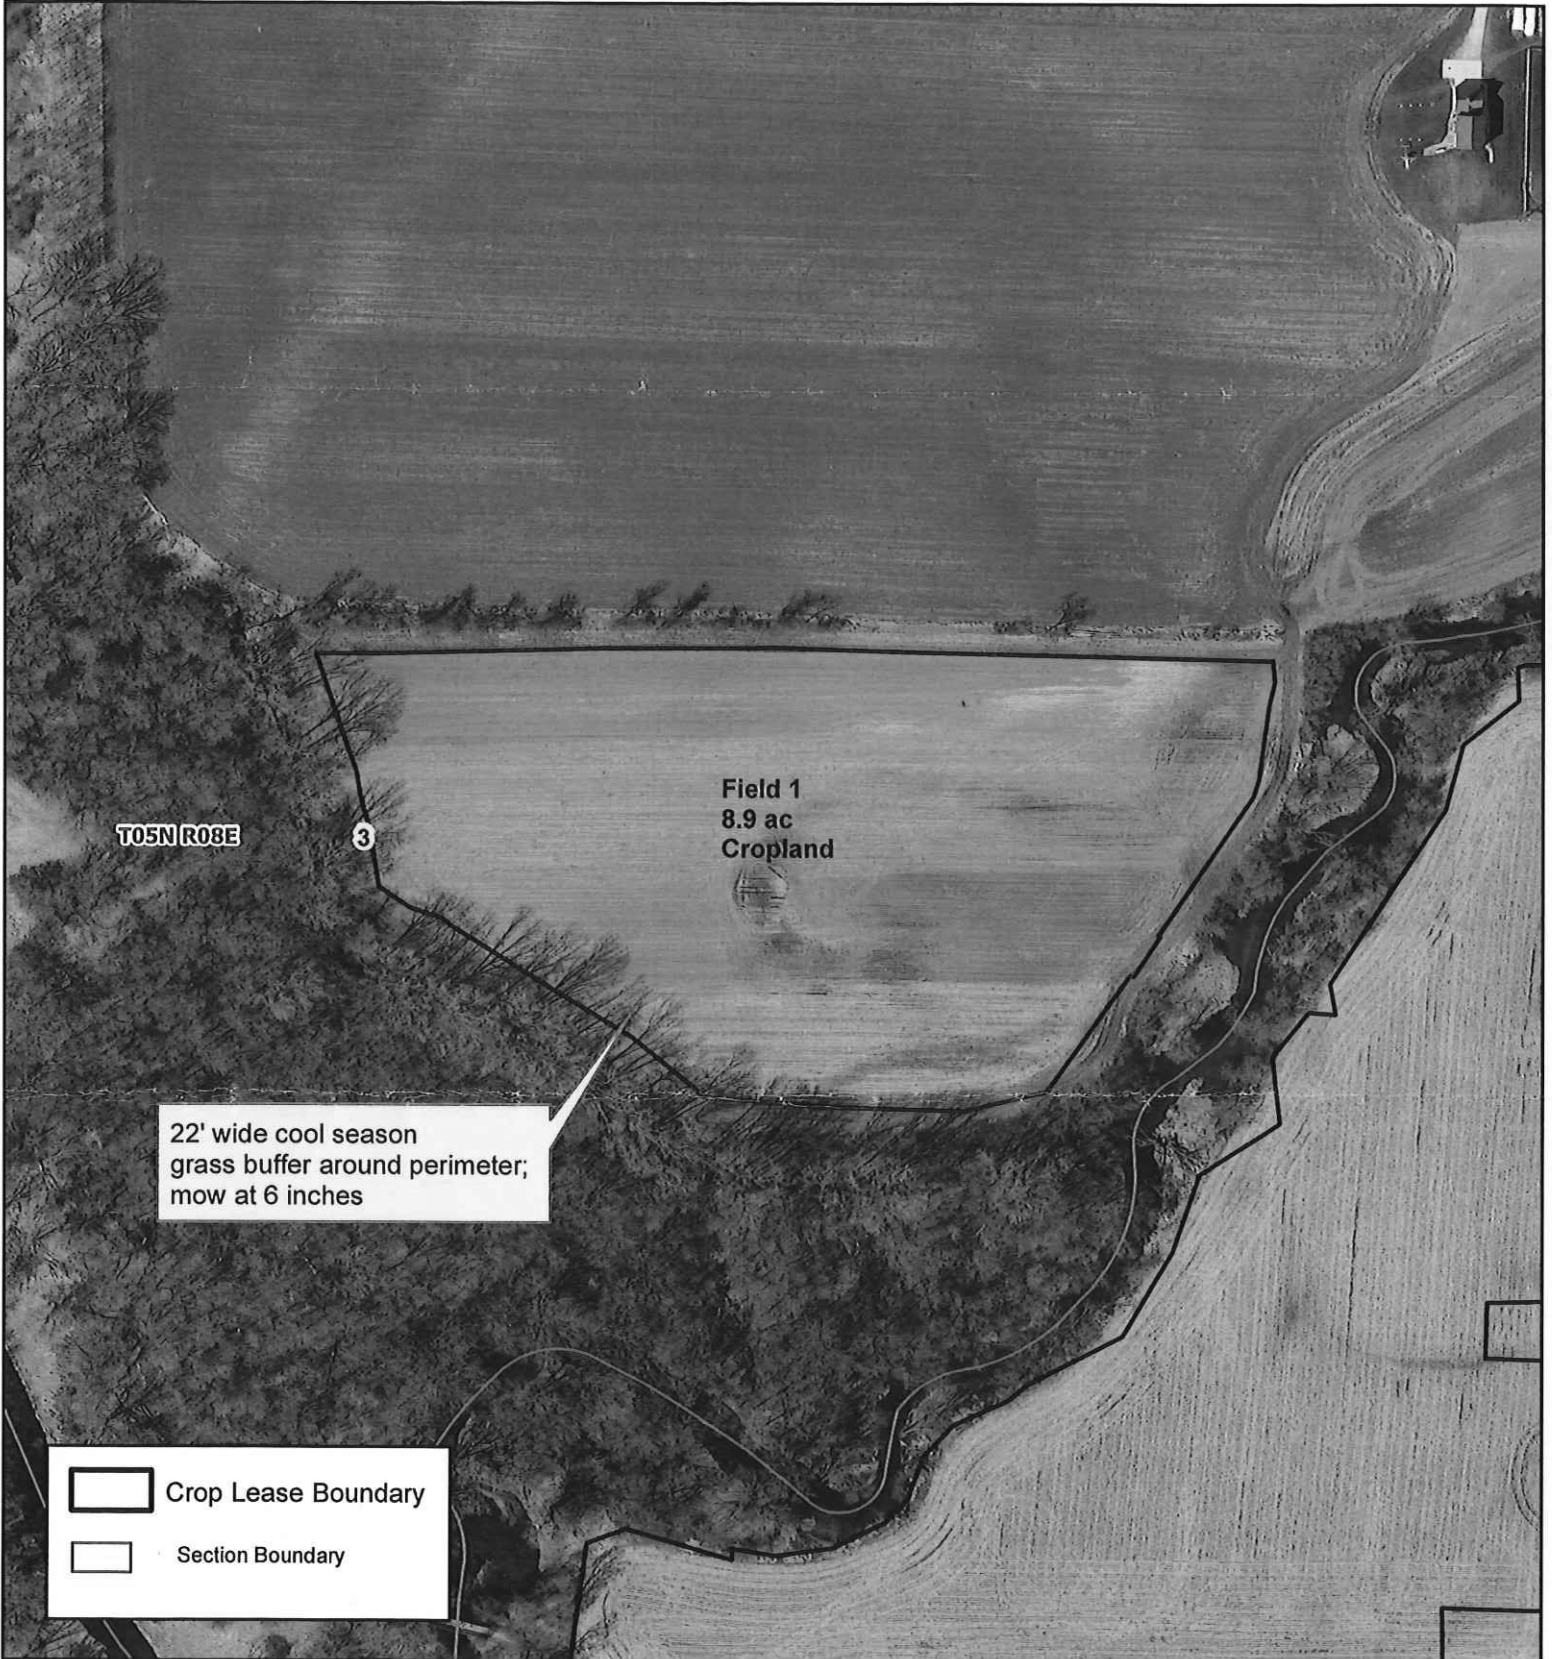 Field 1
8.9 ac
Cropland
T05N R08E
3
22' wide cool season
grass buffer around perimeter;
mow at 6 inches
Crop Lease Boundary
Section Boundary